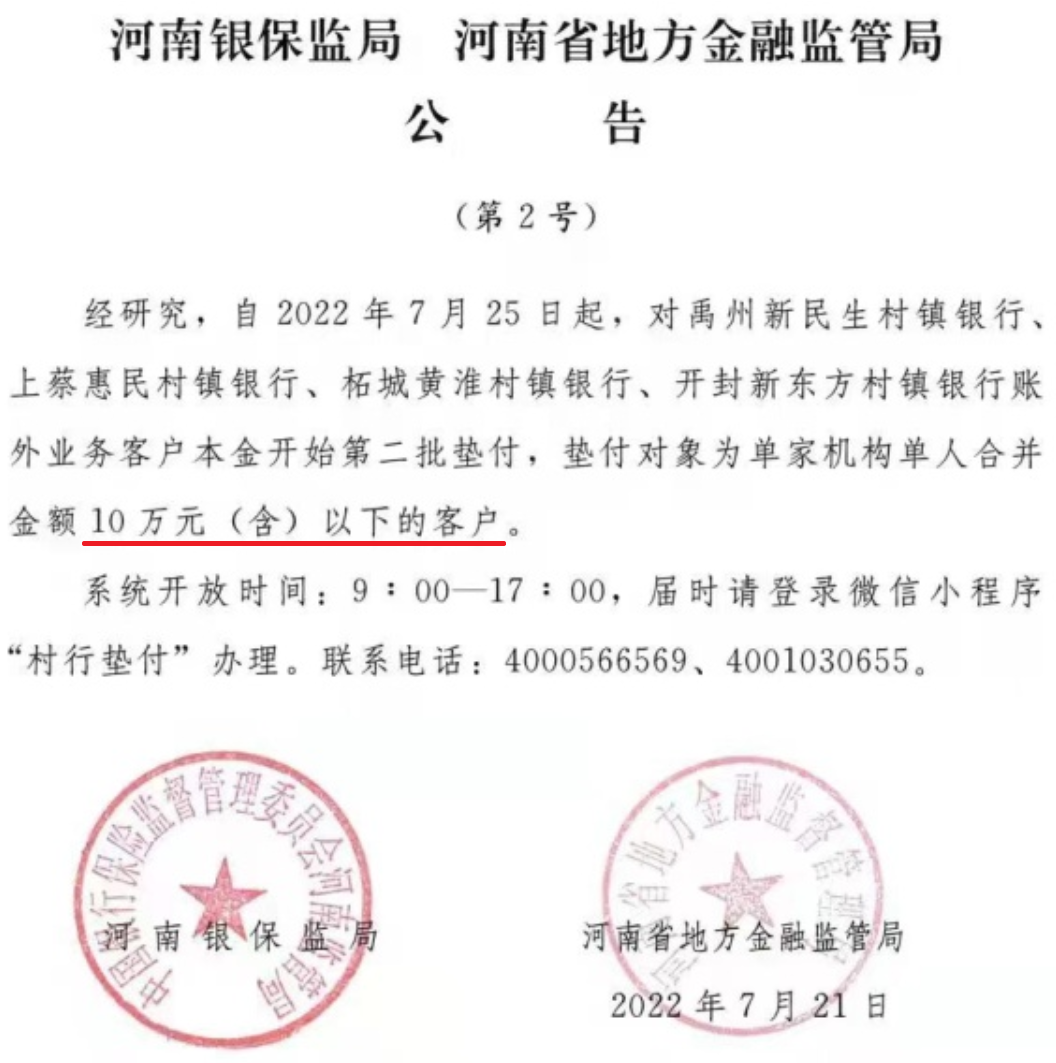 河南银保监局 河南省地方金融监管局
公 告
（第 2 号）
经研究，自 2022 年 7 月 25 日起，对禹州新民生村镇银行、
上蔡惠民村镇银行、柘城黄淮村镇银行、开封新东方村镇银行账
外业务客户本金开始第二批垫付，垫付对象为单家机构单人合并
金额 10 万元（含）以下的客户。
系统开放时间：9：00—17：00，届时请登录微信小程序
“村行垫付”办理。联系电话：4000566569、4001030655。
中国银行保险监督管理委员会河南监管局
河南省地方金融监督管理局
河南银保监局
河南省地方金融监管局
2022 年 7 月 21 日